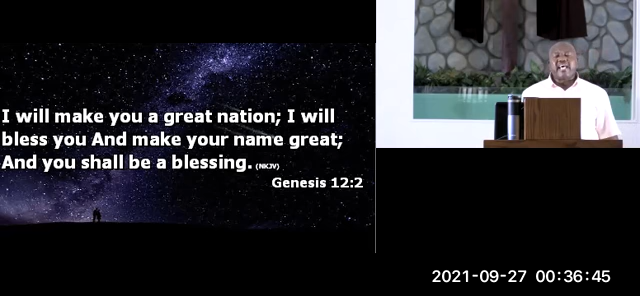 I will make you a great nation; I will
bless you And make your name great;
And you shall be a blessing. (NKJV)
Genesis 12:2
2021-09-27 00:36:45